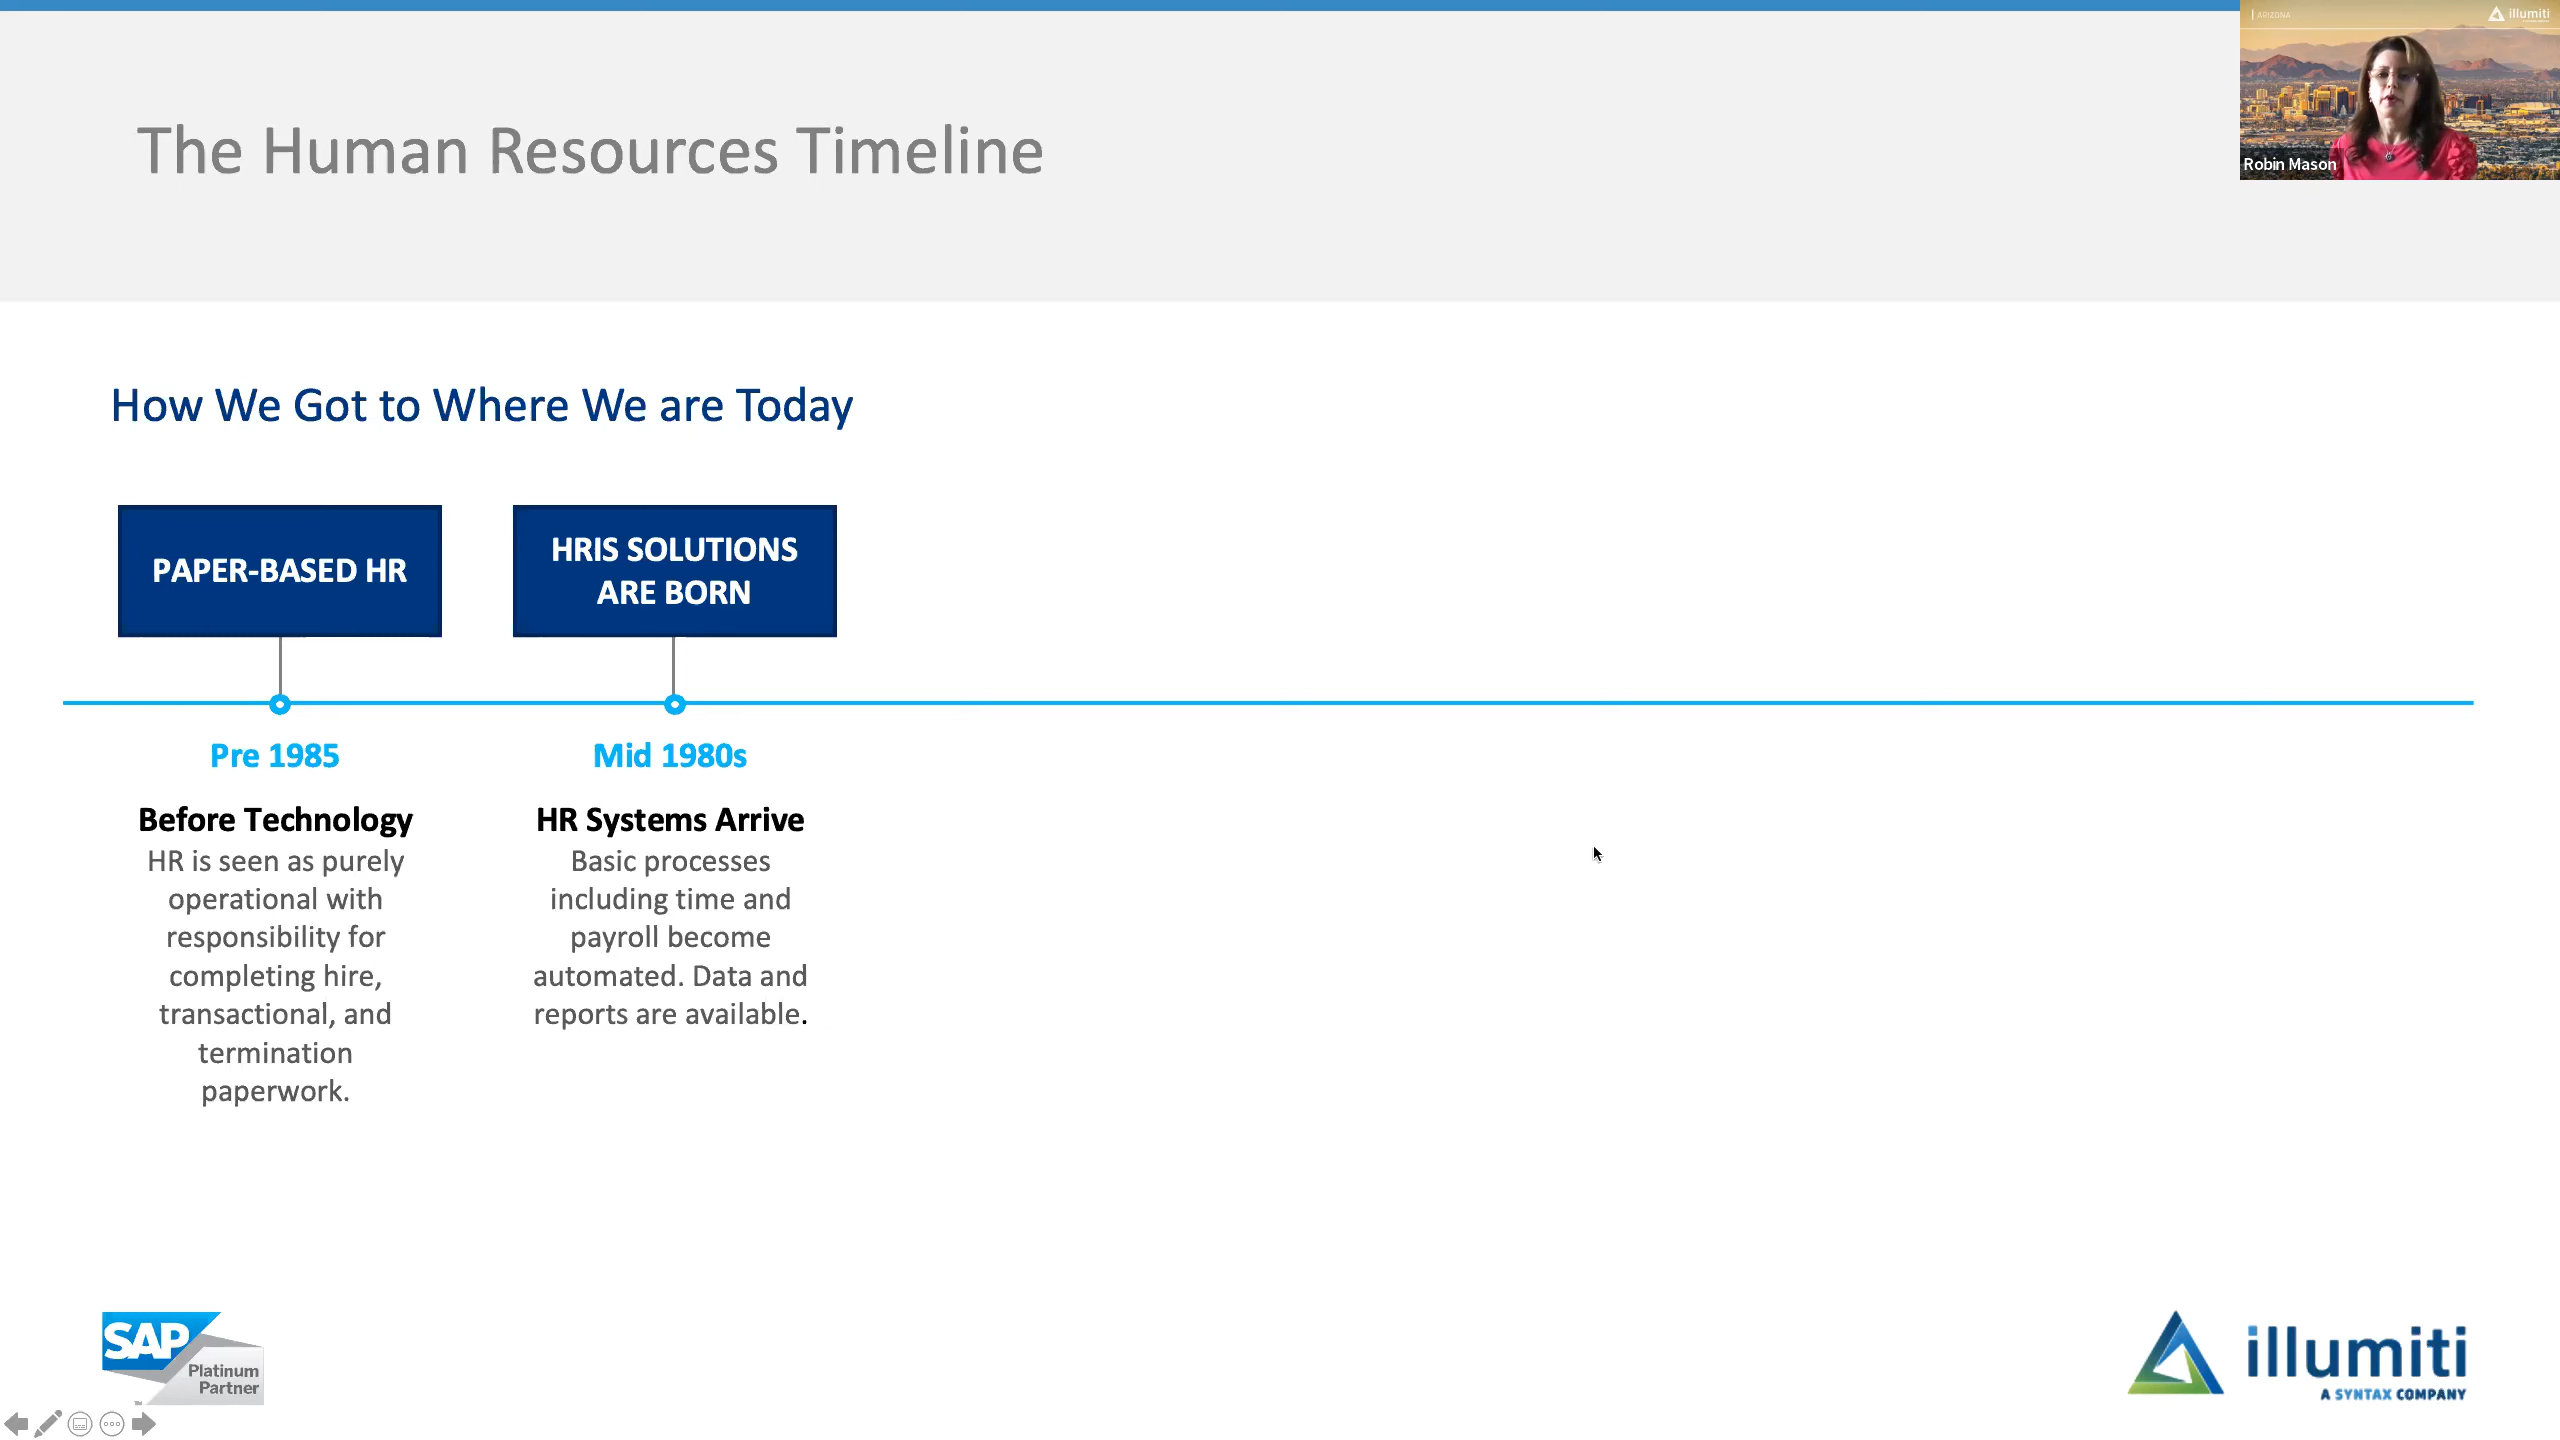 ARIZONA
illumiti
Robin Mason
The Human Resources Timeline
How We Got to Where We are Today
PAPER-BASED HR
HRIS SOLUTIONS
ARE BORN
Pre 1985
Before Technology
HR is seen as purely
operational with
responsibility for
completing hire,
transactional, and
termination
paperwork.
Mid 1980s
HR Systems Arrive
Basic processes
including time and
payroll become
automated. Data and
reports are available.
SAP
Platinum
Partner
illumiti
A SYNTAX COMPANY